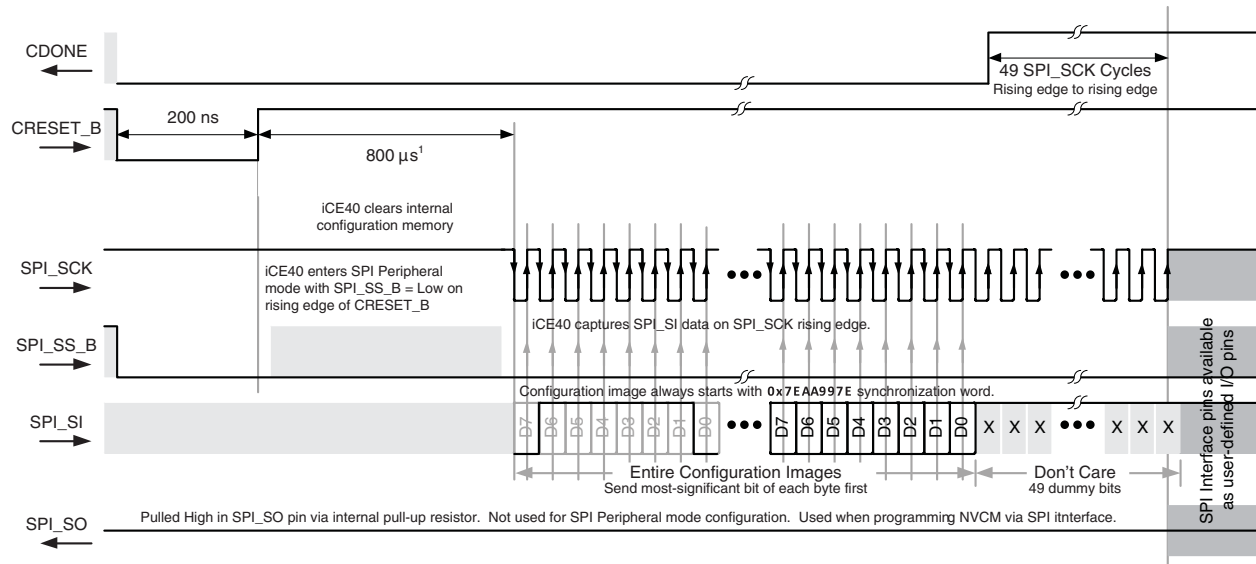 CDONE
49 SPI_SCK Cycles
Rising edge to rising edge
CRESET_B
200 ns
800 µs¹
iCE40 clears internal
configuration memory
SPI_SCK
iCE40 enters SPI Peripheral
mode with SPI_SS_B = Low on
rising edge of CRESET_B
iCE40 captures SPI_SI data on SPI_SCK rising edge.
SPI_SS_B
Configuration image always starts with 0x7EAA997E synchronization word.
SPI_SI
D7 D6 D5 D4 D3 D2 D1 D0 ••• D7 D6 D5 D4 D3 D2 D1 D0 X X X ••• X X X
Entire Configuration Images
Send most-significant bit of each byte first
Don't Care
49 dummy bits
SPI Interface pins available
as user-defined I/O pins
SPI_SO
Pulled High in SPI_SO pin via internal pull-up resistor. Not used for SPI Peripheral mode configuration. Used when programming NVCM via SPI itnterface.